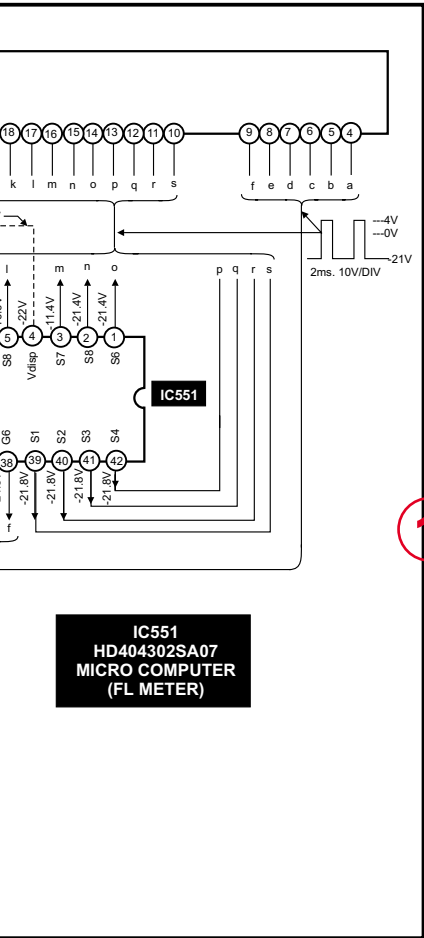 18 17 16 15 14 13 12 11 10 9 8 7 6 5 4
k l m n o p q r s f e d c b a
---4V
---0V
-21V
2ms. 10V/DIV
l m n o p q r s
-22V -11.4V -21.4V -21.4V
5 4 3 2 1
S8 Vdisp S7 S8 S6
IC551
G6 S1 S2 S3 S4
38 39 40 41 42
-21.8V -21.8V -21.8V -21.8V
f
IC551
HD404302SA07
MICRO COMPUTER
(FL METER)